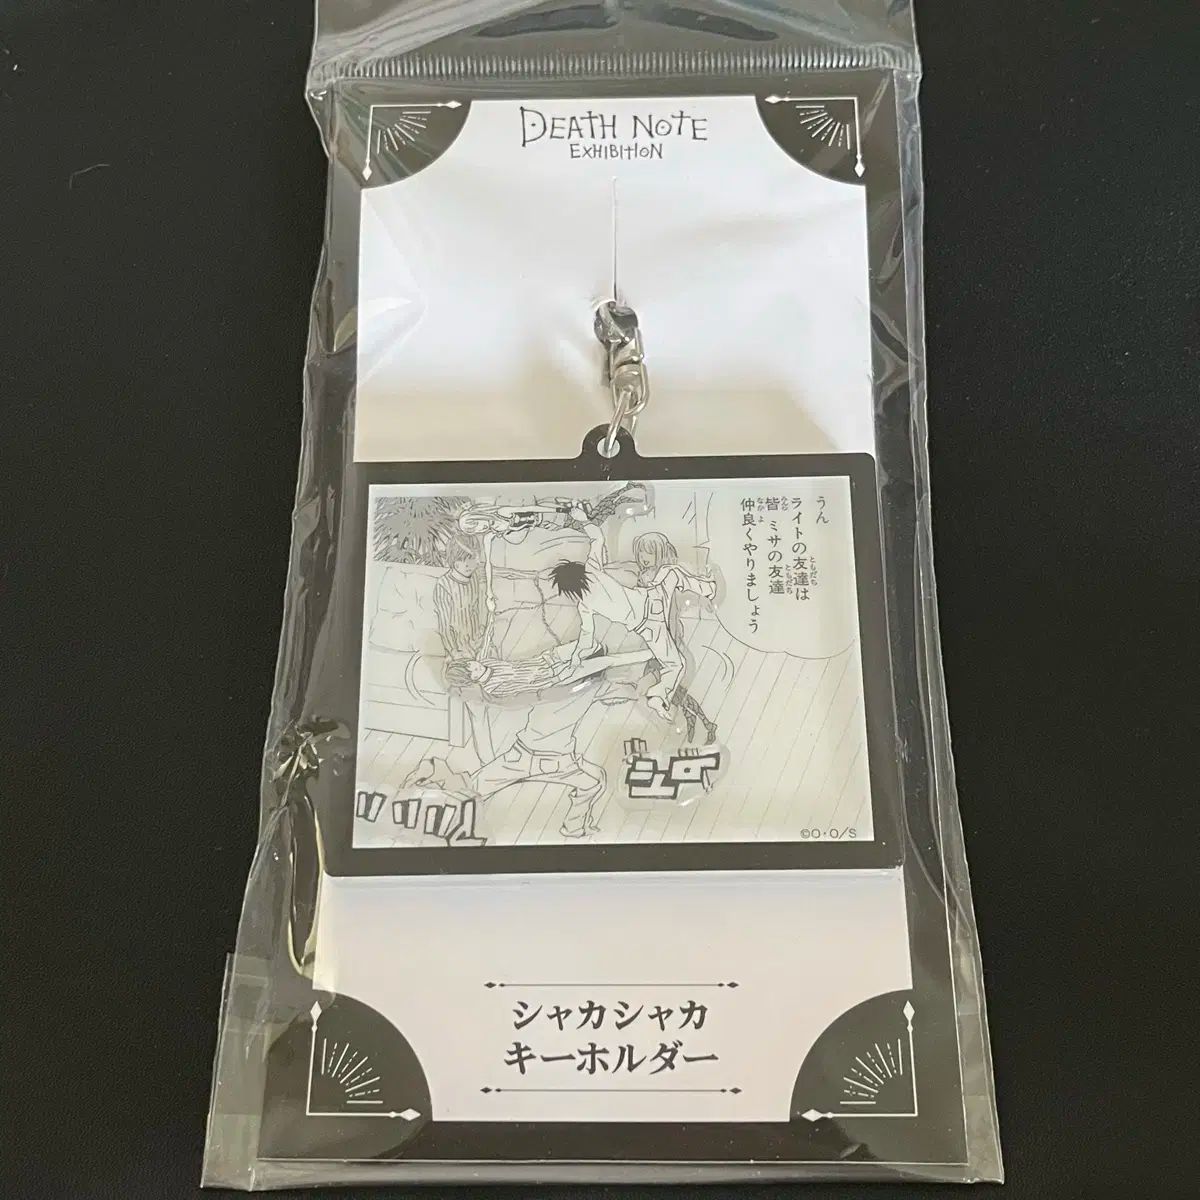 DEATH NOTE
EXHIBITION
うん
ライトの友達は
皆 ミサの友達
仲良くやりましょう
©O・O/S
シャカシャカ
キーホルダー